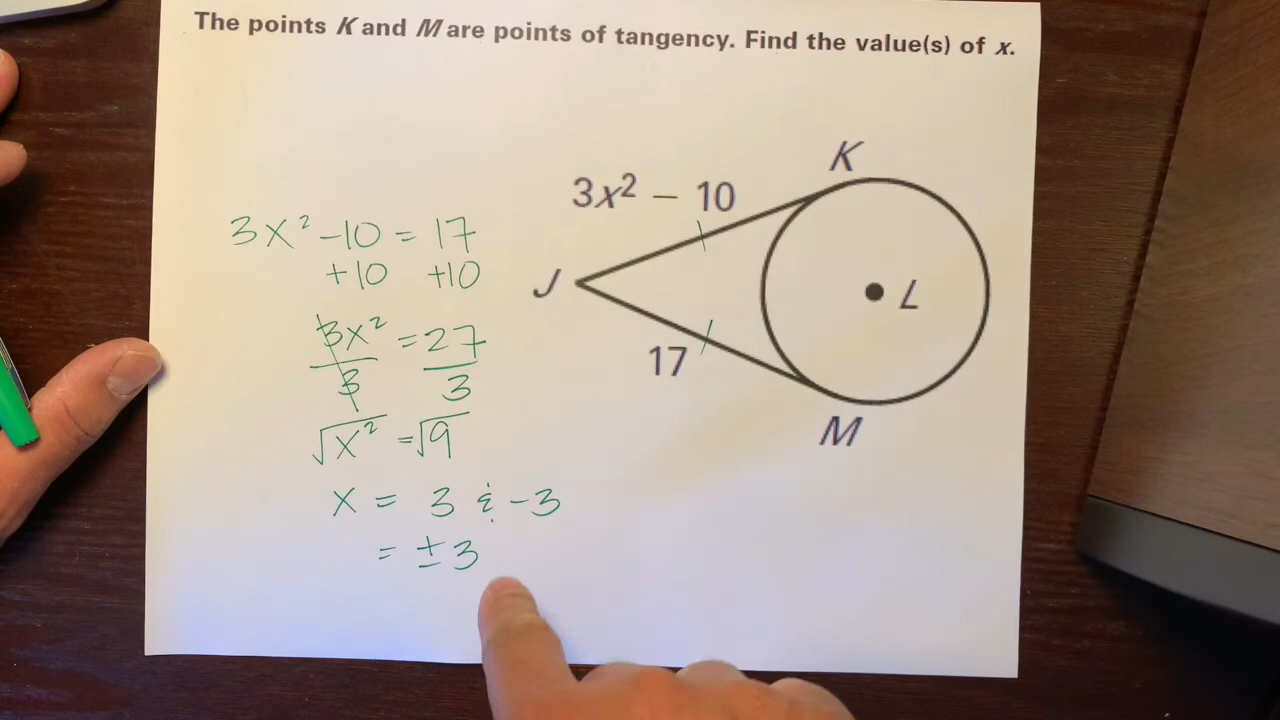 The points K and M are points of tangency. Find the value(s) of x.
K
3x² − 10
J
L
17
M
3x² -10 = 17
+10 +10
3x² = 27
3 3
√x² = √9
x = 3 & -3
= ±3